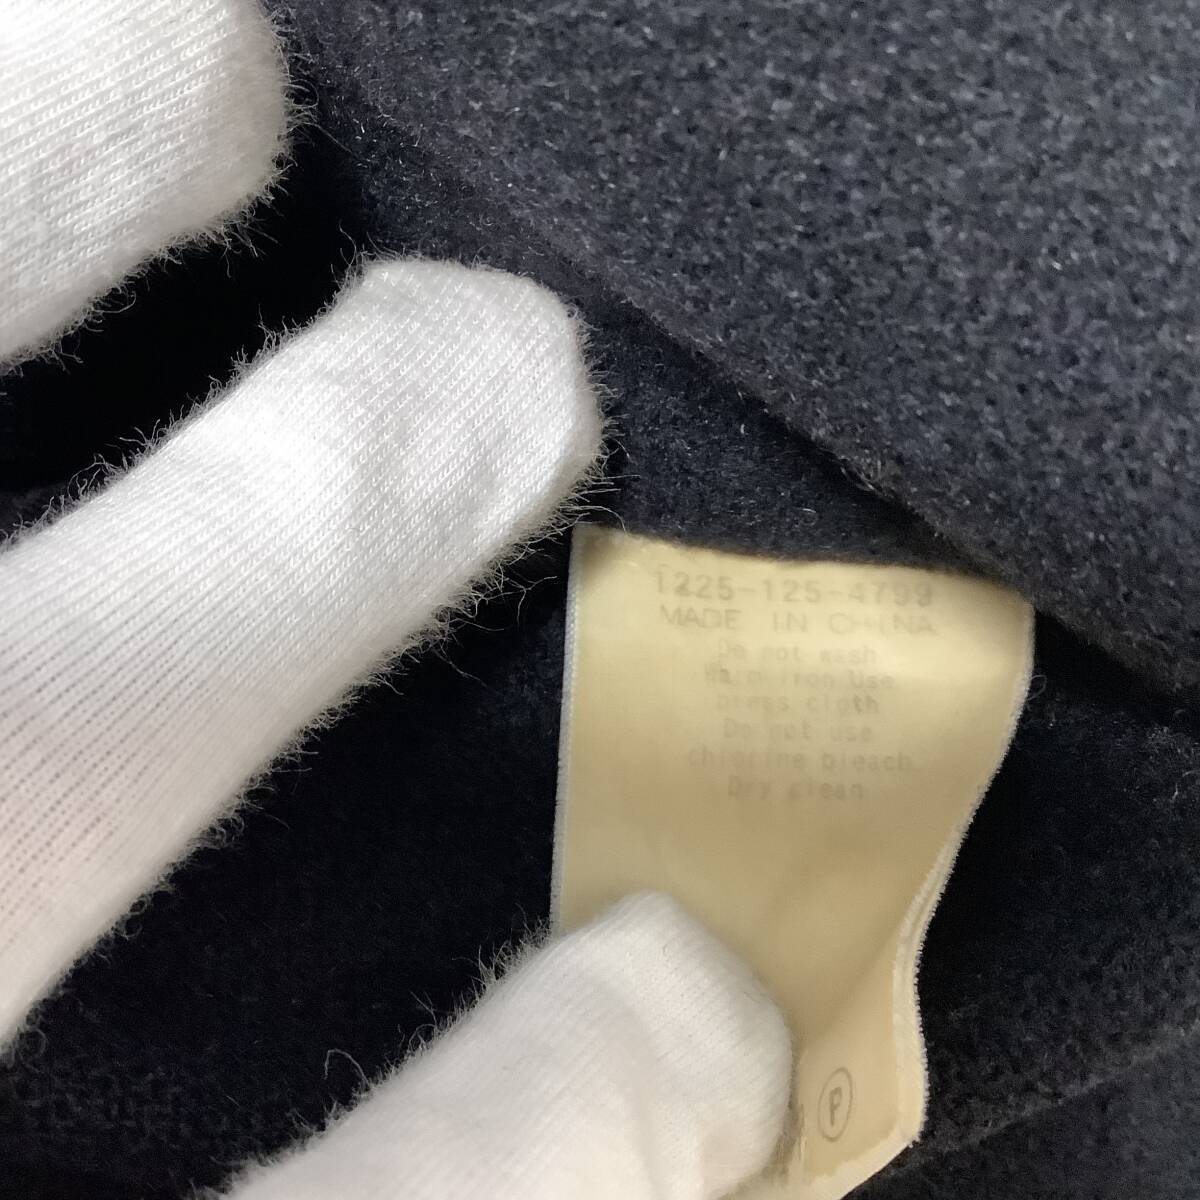 1225-125-4799
MADE IN CHINA
Do not wash
Warm iron Use
press cloth
Do not use
chlorine bleach
Dry clean
P